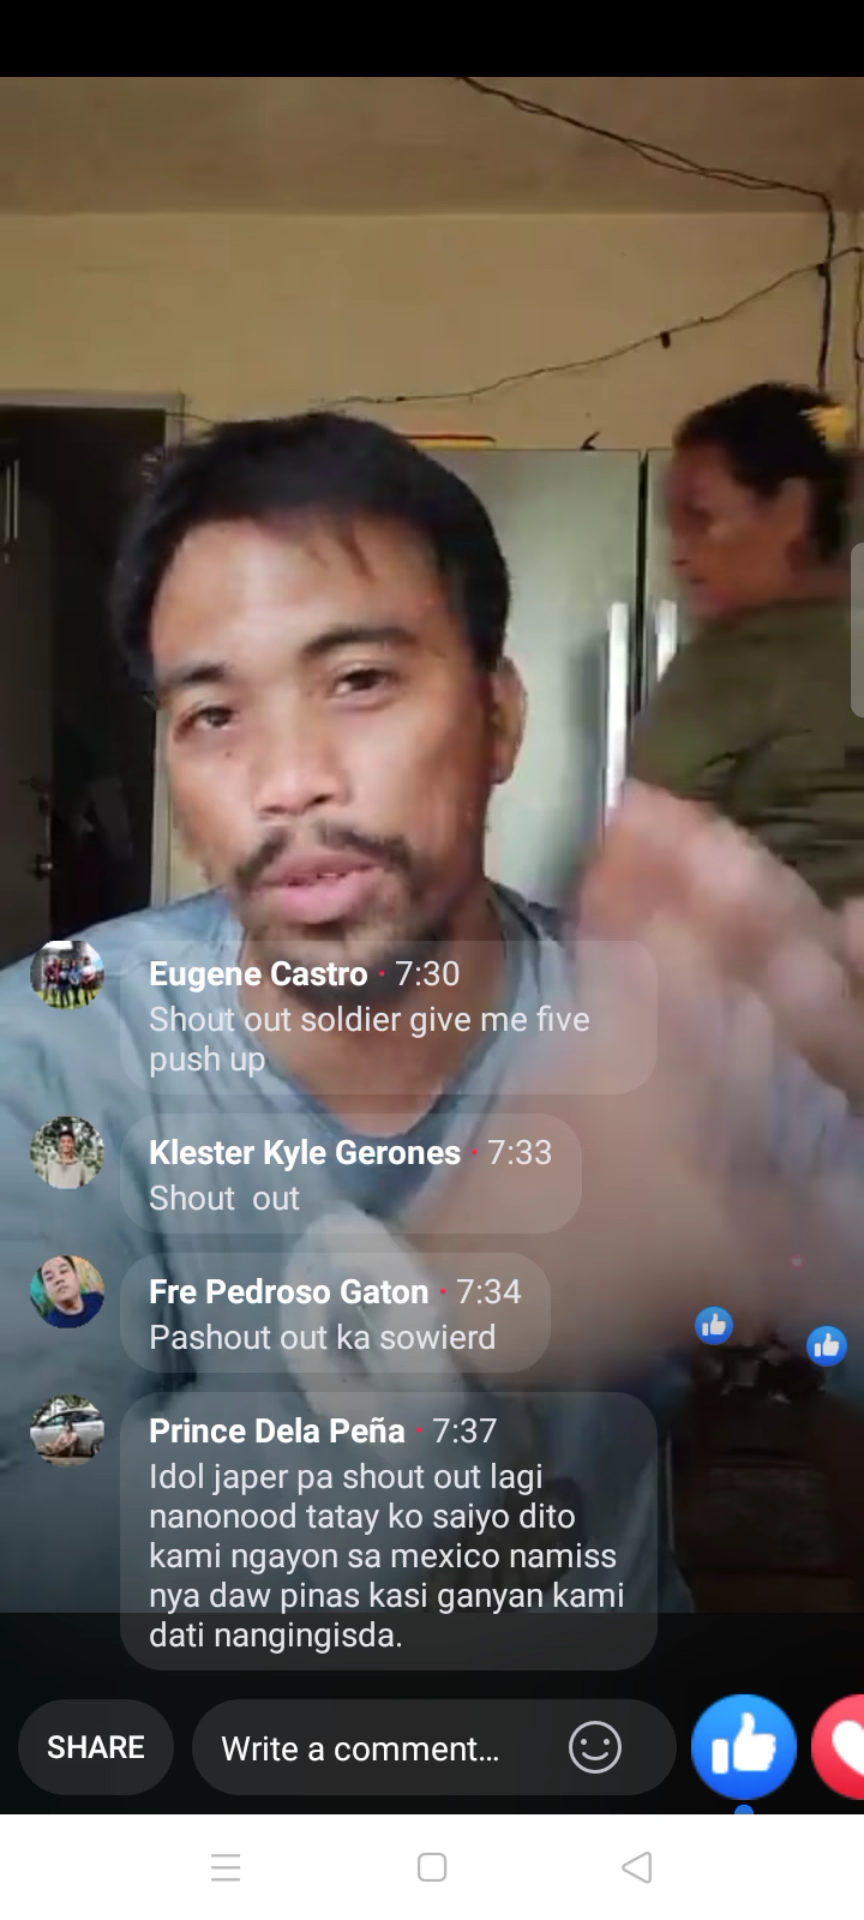 Eugene Castro · 7:30
Shout out soldier give me five
push up
Klester Kyle Gerones · 7:33
Shout  out
Fre Pedroso Gaton · 7:34
Pashout out ka sowierd
Prince Dela Peña · 7:37
Idol japer pa shout out lagi
nanonood tatay ko saiyo dito
kami ngayon sa mexico namiss
nya daw pinas kasi ganyan kami
dati nangingisda.
SHARE
Write a comment...